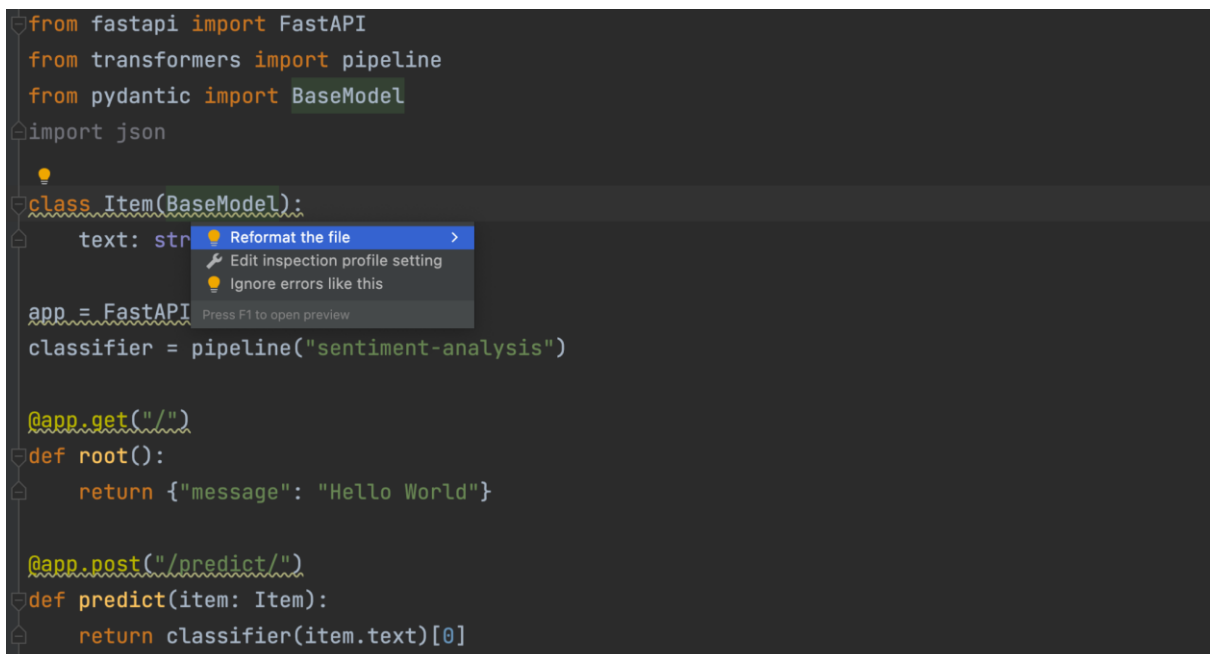 from fastapi import FastAPI
from transformers import pipeline
from pydantic import BaseModel
import json
class Item(BaseModel):
    text: str
Reformat the file
Edit inspection profile setting
Ignore errors like this
Press F1 to open preview
app = FastAPI
classifier = pipeline("sentiment-analysis")
@app.get("/")
def root():
    return {"message": "Hello World"}
@app.post("/predict/")
def predict(item: Item):
    return classifier(item.text)[0]